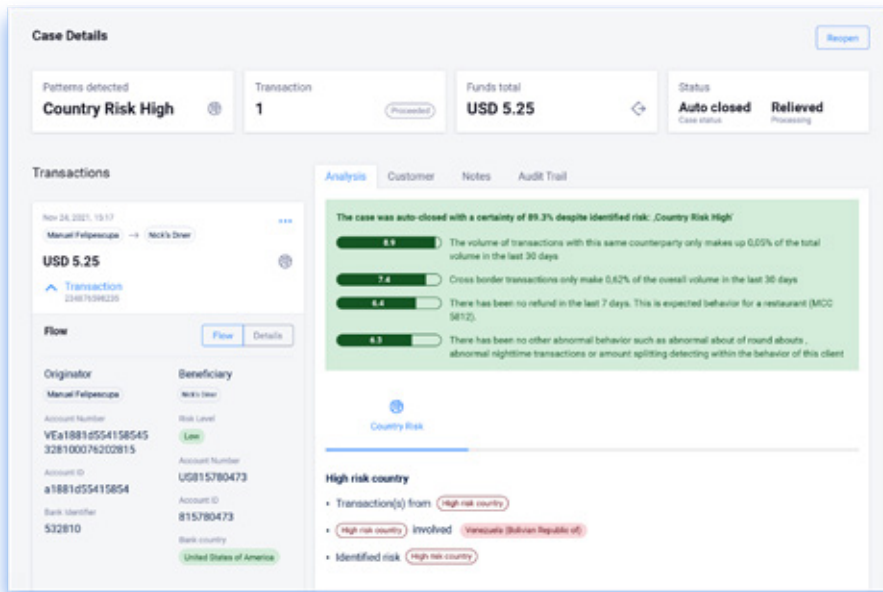 Case Details
Reopen
Patterns detected
Country Risk High
Transaction
1
Proceeded
Funds total
USD 5.25
Status
Auto closed
Case status
Relieved
Processing
Transactions
Nov 24, 2021, 15:17
Manuel Felipescupa → Nick's Diner
USD 5.25
Transaction
234876598235
Flow
Flow
Details
Originator
Manuel Felipescupa
Account Number
VEa1881d554158545
328100076202815
Account ID
a1881d55415854
Bank Identifier
532810
Beneficiary
Nick's Diner
Risk Level
Low
Account Number
US815780473
Account ID
815780473
Bank country
United States of America
Analysis
Customer
Notes
Audit Trail
The case was auto-closed with a certainty of 89.3% despite identified risk: ‚Country Risk High'
8.9
The volume of transactions with this same counterparty only makes up 0,05% of the total
volume in the last 30 days
7.4
Cross border transactions only make 0,62% of the overall volume in the last 30 days
6.4
There has been no refund in the last 7 days. This is expected behavior for a restaurant (MCC
5812).
6.3
There has been no other abnormal behavior such as abnormal about of round abouts ,
abnormal nighttime transactions or amount splitting detecting within the behavior of this client
Country Risk
High risk country
• Transaction(s) from High risk country
• High risk country involved Venezuela (Bolivian Republic of)
• Identified risk High risk country